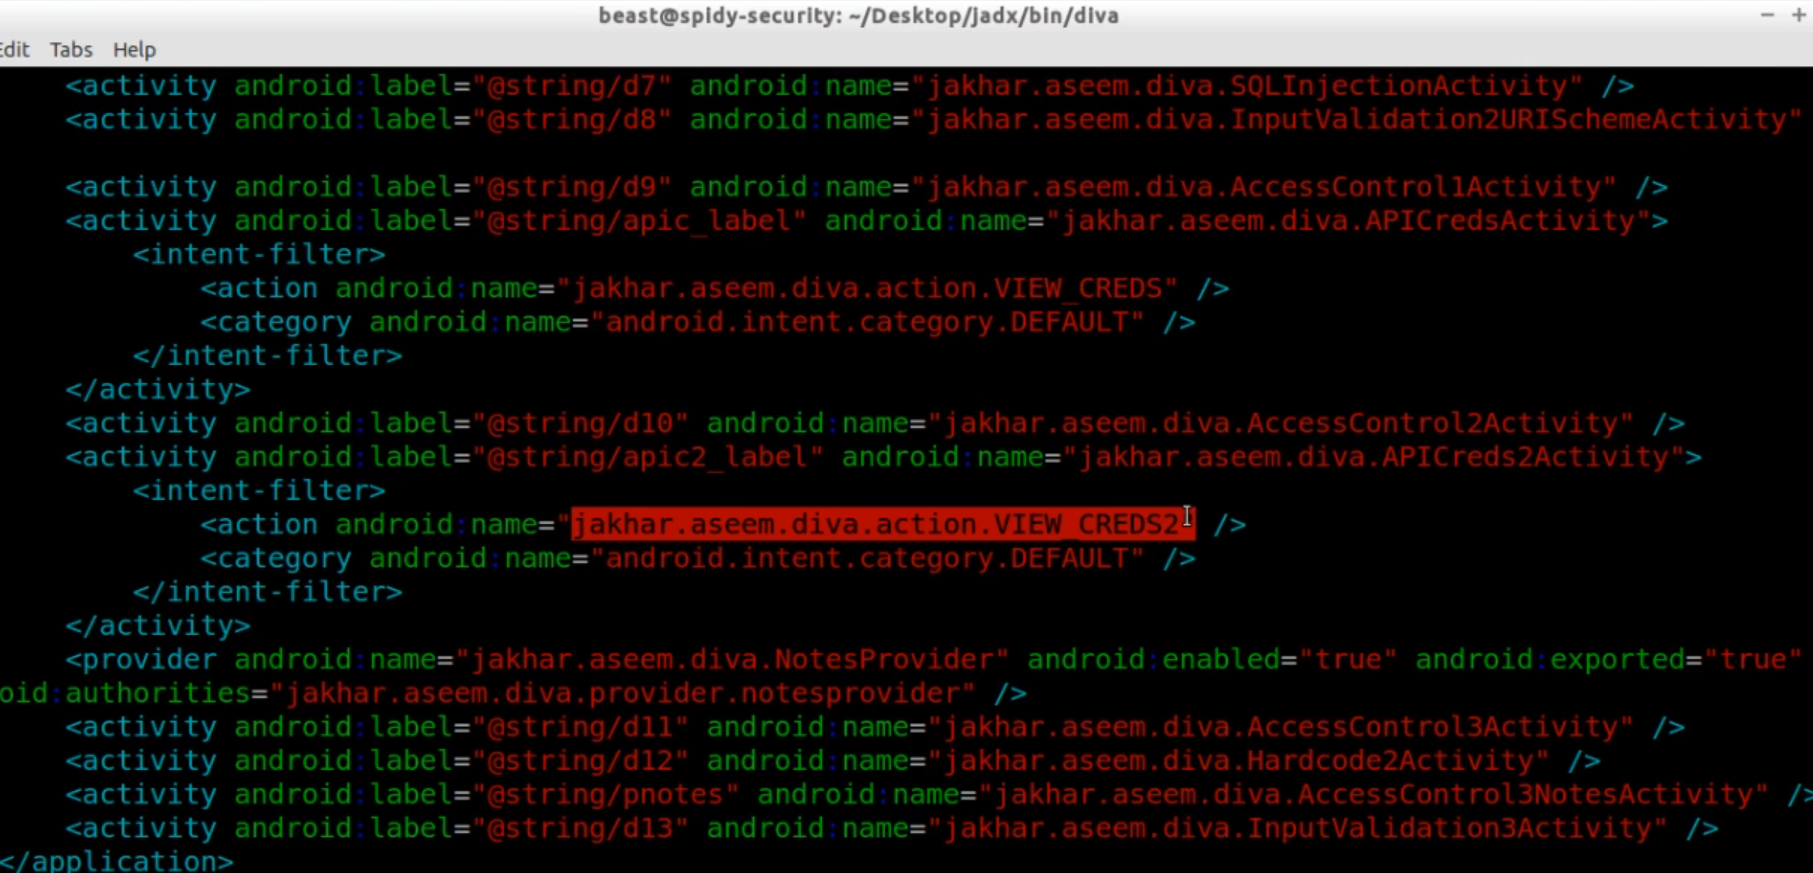 beast@spidy-security: ~/Desktop/jadx/bin/diva
Edit Tabs Help
<activity android:label="@string/d7" android:name="jakhar.aseem.diva.SQLInjectionActivity" />
<activity android:label="@string/d8" android:name="jakhar.aseem.diva.InputValidation2URISchemeActivity"
<activity android:label="@string/d9" android:name="jakhar.aseem.diva.AccessControl1Activity" />
<activity android:label="@string/apic_label" android:name="jakhar.aseem.diva.APICredsActivity">
<intent-filter>
<action android:name="jakhar.aseem.diva.action.VIEW_CREDS" />
<category android:name="android.intent.category.DEFAULT" />
</intent-filter>
</activity>
<activity android:label="@string/d10" android:name="jakhar.aseem.diva.AccessControl2Activity" />
<activity android:label="@string/apic2_label" android:name="jakhar.aseem.diva.APICreds2Activity">
<intent-filter>
<action android:name="jakhar.aseem.diva.action.VIEW_CREDS2" />
<category android:name="android.intent.category.DEFAULT" />
</intent-filter>
</activity>
<provider android:name="jakhar.aseem.diva.NotesProvider" android:enabled="true" android:exported="true"
oid:authorities="jakhar.aseem.diva.provider.notesprovider" />
<activity android:label="@string/d11" android:name="jakhar.aseem.diva.AccessControl3Activity" />
<activity android:label="@string/d12" android:name="jakhar.aseem.diva.Hardcode2Activity" />
<activity android:label="@string/pnotes" android:name="jakhar.aseem.diva.AccessControl3NotesActivity" />
<activity android:label="@string/d13" android:name="jakhar.aseem.diva.InputValidation3Activity" />
</application>